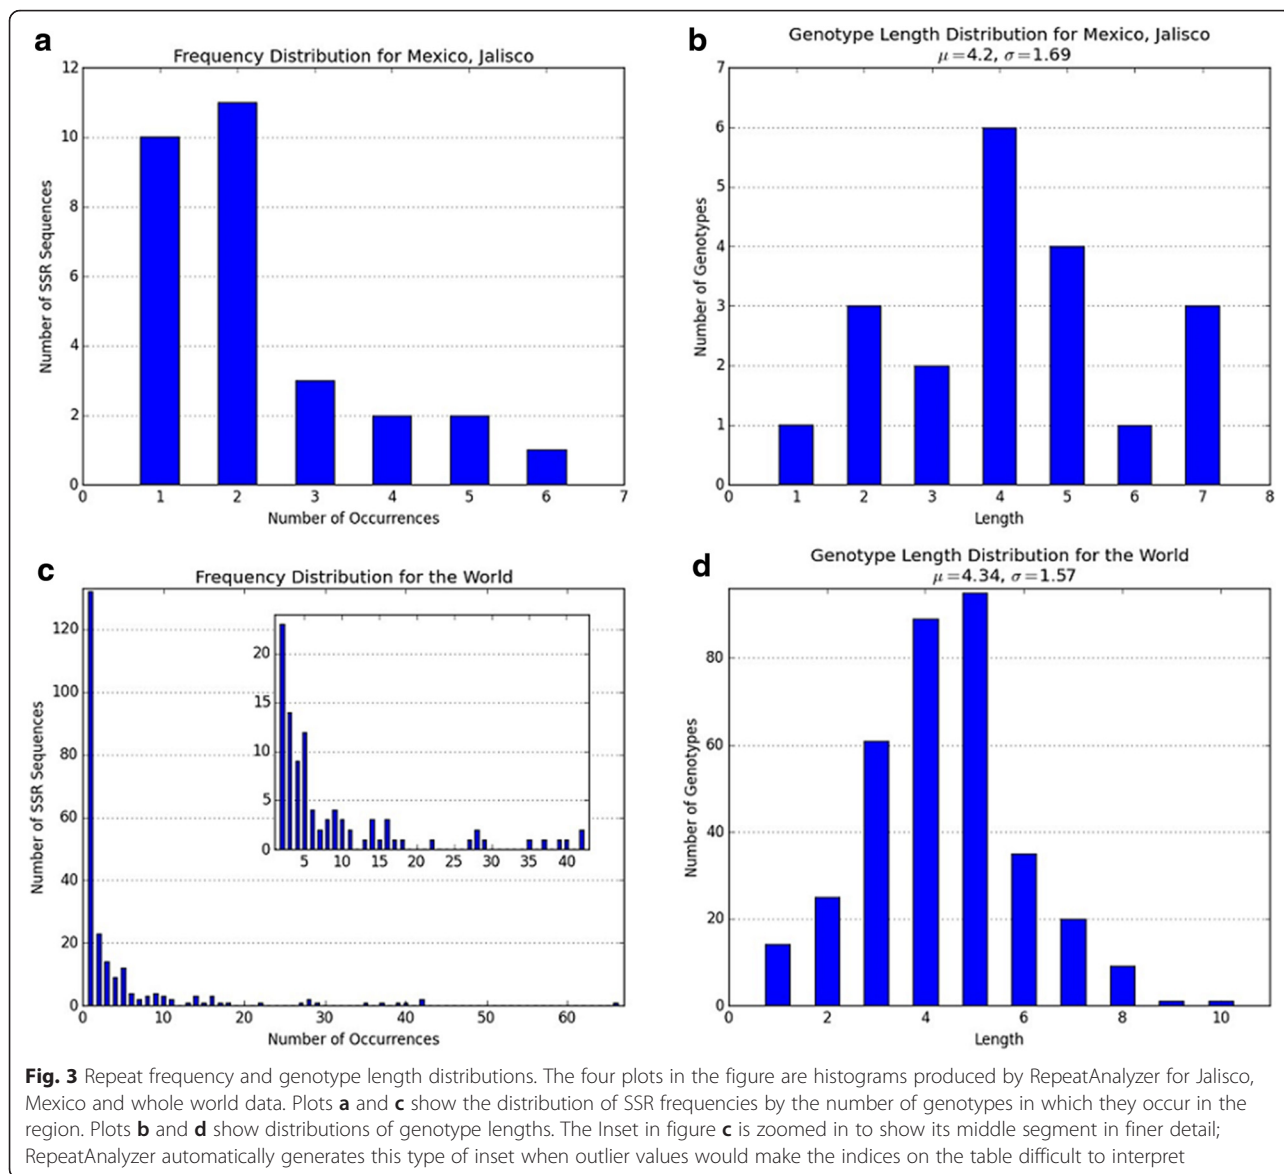 a
Frequency Distribution for Mexico, Jalisco
12
10
8
6
4
2
0
Number of SSR Sequences
0 1 2 3 4 5 6 7
Number of Occurrences
b
Genotype Length Distribution for Mexico, Jalisco
μ=4.2, σ=1.69
7
6
5
4
3
2
1
0
Number of Genotypes
0 1 2 3 4 5 6 7 8
Length
c
Frequency Distribution for the World
120
100
80
60
40
20
0
Number of SSR Sequences
20
15
10
5
0
5 10 15 20 25 30 35 40
0 10 20 30 40 50 60
Number of Occurrences
d
Genotype Length Distribution for the World
μ=4.34, σ=1.57
80
60
40
20
0
Number of Genotypes
0 2 4 6 8 10
Length
Fig. 3 Repeat frequency and genotype length distributions. The four plots in the figure are histograms produced by RepeatAnalyzer for Jalisco,
Mexico and whole world data. Plots a and c show the distribution of SSR frequencies by the number of genotypes in which they occur in the
region. Plots b and d show distributions of genotype lengths. The Inset in figure c is zoomed in to show its middle segment in finer detail;
RepeatAnalyzer automatically generates this type of inset when outlier values would make the indices on the table difficult to interpret